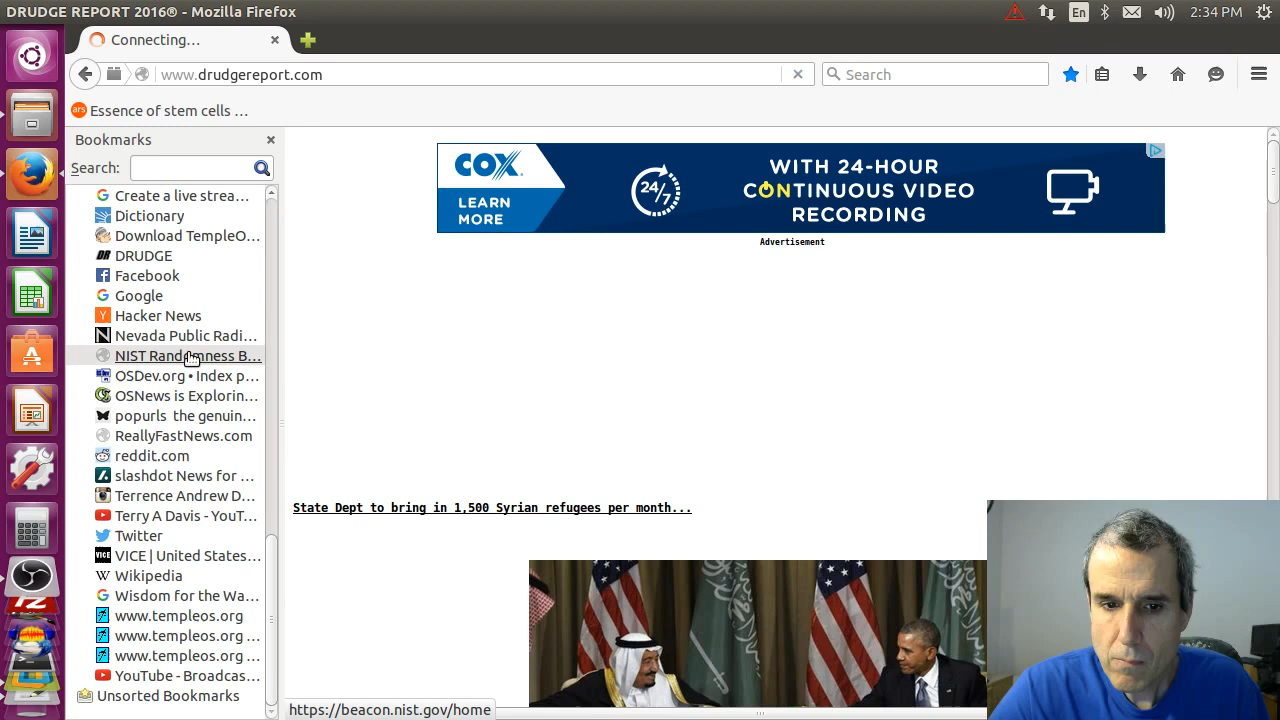 DRUDGE REPORT 2016® - Mozilla Firefox
En
2:34 PM
Connecting…
www.drudgereport.com
Search
ars
Essence of stem cells …
Bookmarks
Search:
Create a live strea…
Dictionary
Download TempleO…
DR DRUDGE
Facebook
Google
Hacker News
Nevada Public Radi…
NIST Randomness B…
OSDev.org • Index p…
OSNews is Explorin…
popurls the genuin…
ReallyFastNews.com
reddit.com
slashdot News for …
Terrence Andrew D…
Terry A Davis - YouT…
Twitter
VICE VICE | United States…
Wikipedia
Wisdom for the Wa…
www.templeos.org
www.templeos.org …
www.templeos.org …
YouTube - Broadcas…
Unsorted Bookmarks
COX
LEARN
MORE
24/7
WITH 24-HOUR
CONTINUOUS VIDEO
RECORDING
Advertisement
State Dept to bring in 1,500 Syrian refugees per month...
https://beacon.nist.gov/home